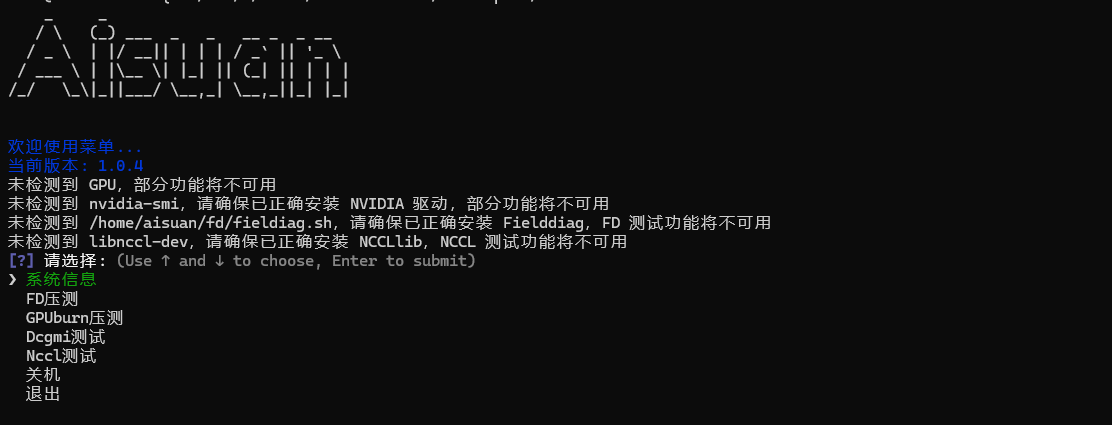 Aisuan
欢迎使用菜单...
当前版本: 1.0.4
未检测到 GPU, 部分功能将不可用
未检测到 nvidia-smi, 请确保已正确安装 NVIDIA 驱动, 部分功能将不可用
未检测到 /home/aisuan/fd/fieldiag.sh, 请确保已正确安装 Fielddiag, FD 测试功能将不可用
未检测到 libnccl-dev, 请确保已正确安装 NCCLlib, NCCL 测试功能将不可用
[?] 请选择: (Use ↑ and ↓ to choose, Enter to submit)
❯ 系统信息
FD压测
GPUburn压测
Dcgmi测试
Nccl测试
关机
退出